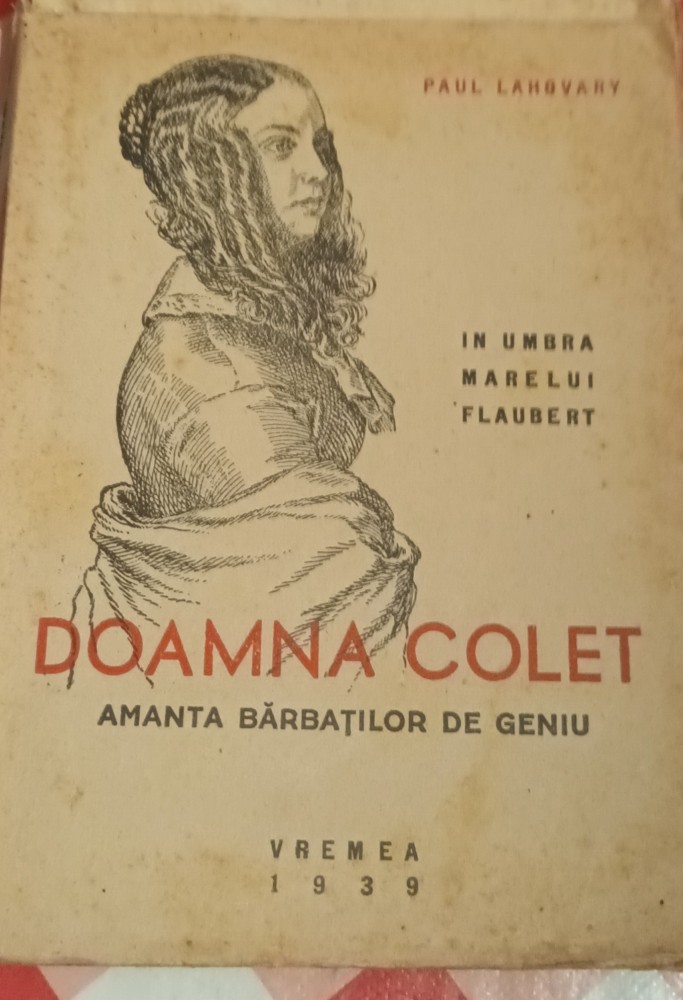 PAUL LAHOVARY
IN UMBRA
MARELUI
FLAUBERT
DOAMNA COLET
AMANTA BĂRBAȚILOR DE GENIU
VREMEA
1939